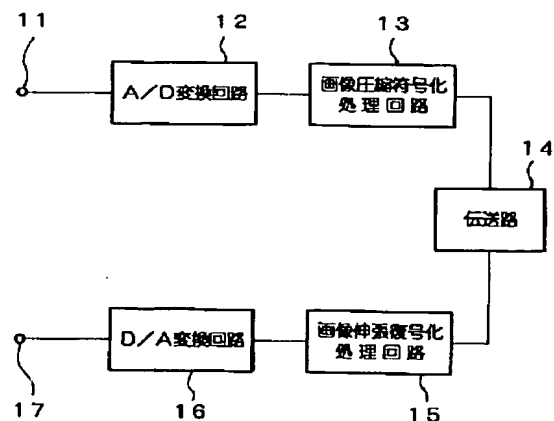 11
12
13
A/D変換回路
画像圧縮符号化
処理回路
14
伝送路
D/A変換回路
画像伸張復号化
処理回路
17
16
15